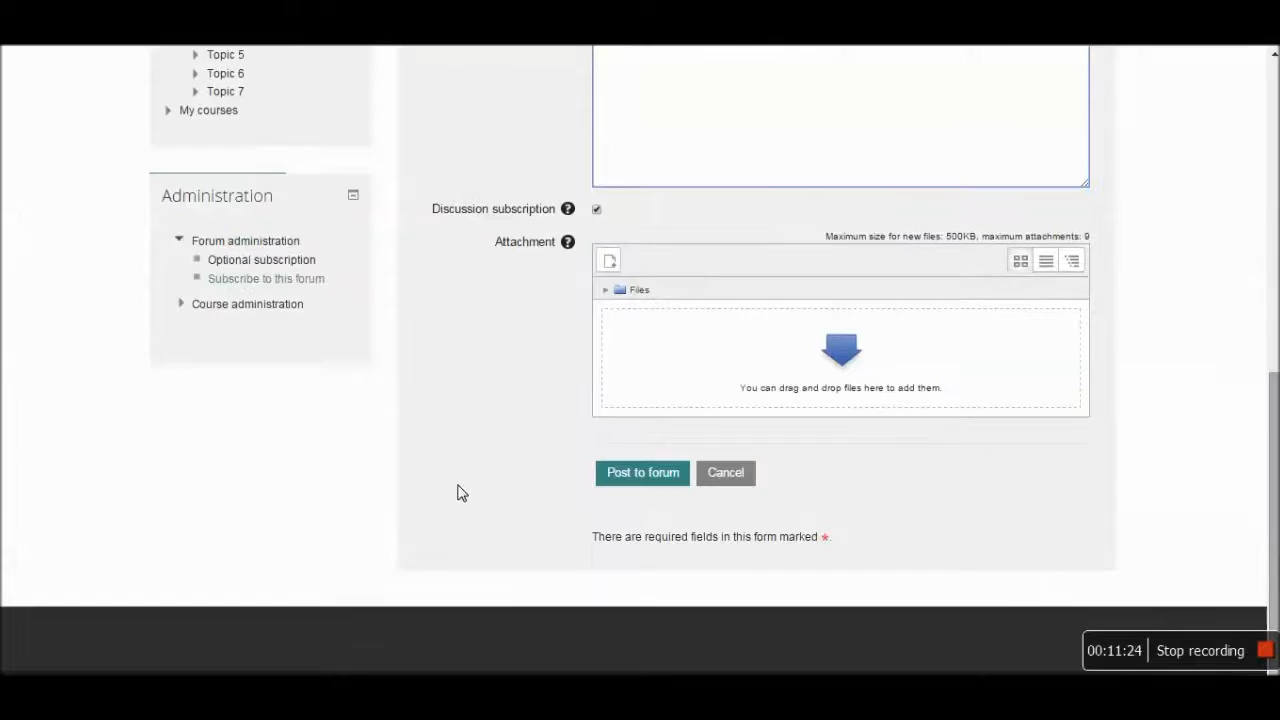 Topic 5
Topic 6
Topic 7
My courses
Administration
Forum administration
Optional subscription
Subscribe to this forum
Course administration
Discussion subscription
Attachment
Maximum size for new files: 500KB, maximum attachments: 9
Files
You can drag and drop files here to add them.
Post to forum Cancel
There are required fields in this form marked *.
00:11:24 Stop recording